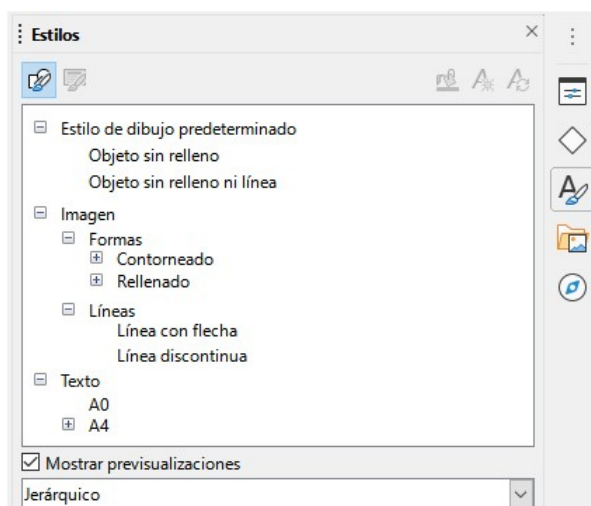 Estilos
Estilo de dibujo predeterminado
Objeto sin relleno
Objeto sin relleno ni línea
Imagen
Formas
Contorneado
Rellenado
Líneas
Línea con flecha
Línea discontinua
Texto
A0
A4
Mostrar previsualizaciones
Jerárquico